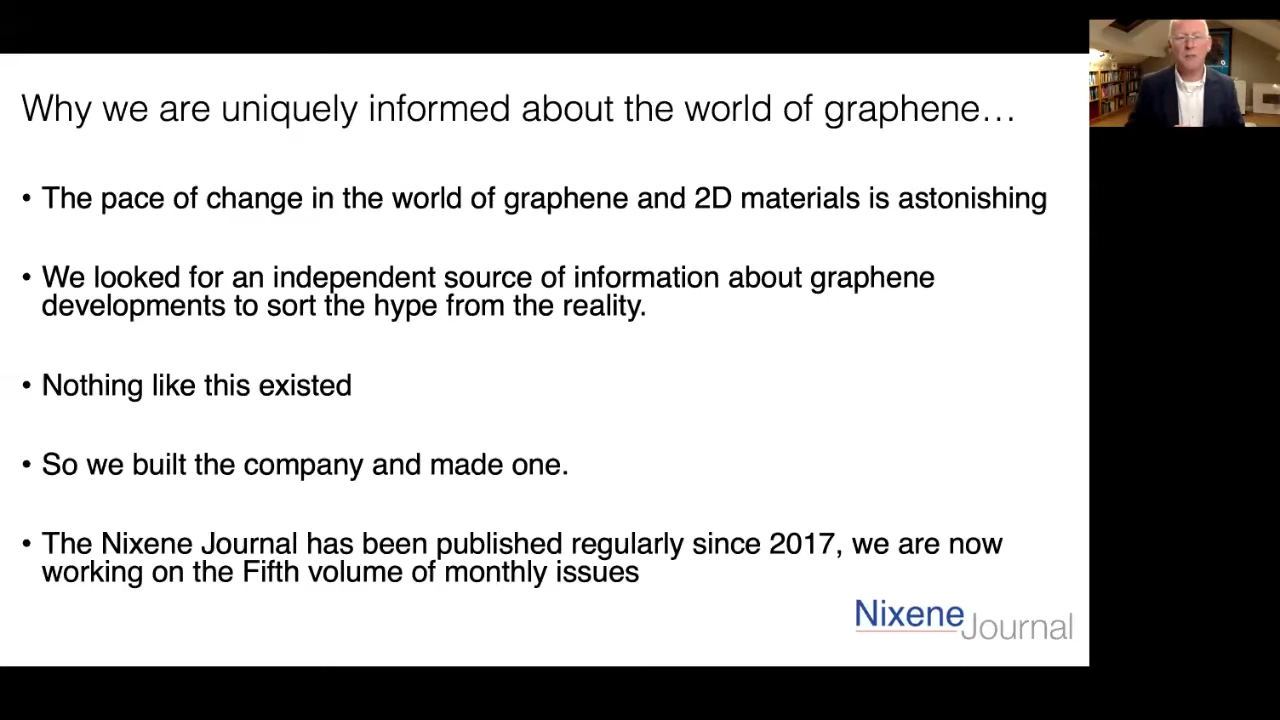 Why we are uniquely informed about the world of graphene…
• The pace of change in the world of graphene and 2D materials is astonishing
• We looked for an independent source of information about graphene
developments to sort the hype from the reality.
• Nothing like this existed
• So we built the company and made one.
• The Nixene Journal has been published regularly since 2017, we are now
working on the Fifth volume of monthly issues
Nixene Journal